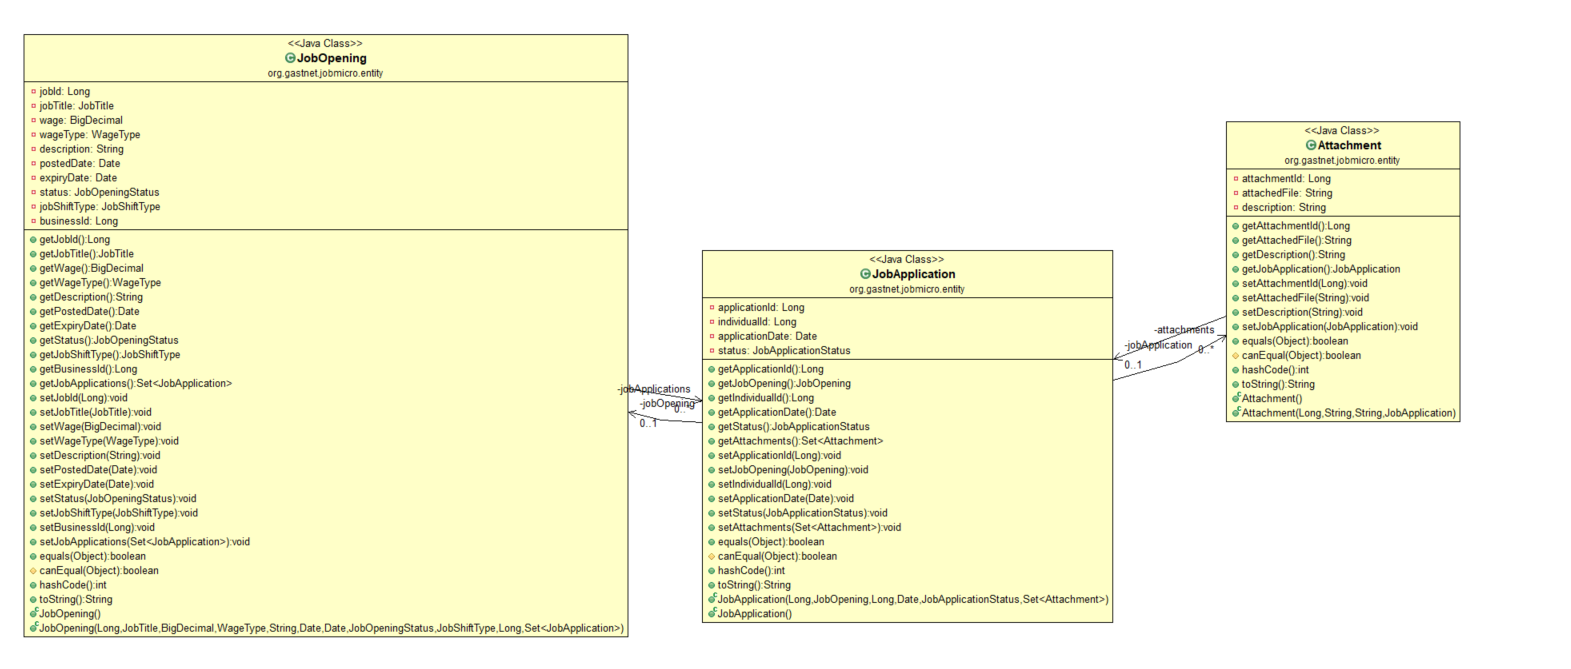 <<Java Class>>
JobOpening
org.gastnet.jobmicro.entity
jobId: Long
jobTitle: JobTitle
wage: BigDecimal
wageType: WageType
description: String
postedDate: Date
expiryDate: Date
status: JobOpeningStatus
jobShiftType: JobShiftType
businessId: Long
getJobId():Long
getJobTitle():JobTitle
getWage():BigDecimal
getWageType():WageType
getDescription():String
getPostedDate():Date
getExpiryDate():Date
getStatus():JobOpeningStatus
getJobShiftType():JobShiftType
getBusinessId():Long
getJobApplications():Set<JobApplication>
setJobId(Long):void
setJobTitle(JobTitle):void
setWage(BigDecimal):void
setWageType(WageType):void
setDescription(String):void
setPostedDate(Date):void
setExpiryDate(Date):void
setStatus(JobOpeningStatus):void
setJobShiftType(JobShiftType):void
setBusinessId(Long):void
setJobApplications(Set<JobApplication>):void
equals(Object):boolean
canEqual(Object):boolean
hashCode():int
toString():String
JobOpening()
JobOpening(Long,JobTitle,BigDecimal,WageType,String,Date,Date,JobOpeningStatus,JobShiftType,Long,Set<JobApplication>)
-jobApplications
0..*
-jobOpening
0..1
<<Java Class>>
JobApplication
org.gastnet.jobmicro.entity
applicationId: Long
individualId: Long
applicationDate: Date
status: JobApplicationStatus
getApplicationId():Long
getJobOpening():JobOpening
getIndividualId():Long
getApplicationDate():Date
getStatus():JobApplicationStatus
getAttachments():Set<Attachment>
setApplicationId(Long):void
setJobOpening(JobOpening):void
setIndividualId(Long):void
setApplicationDate(Date):void
setStatus(JobApplicationStatus):void
setAttachments(Set<Attachment>):void
equals(Object):boolean
canEqual(Object):boolean
hashCode():int
toString():String
JobApplication(Long,JobOpening,Long,Date,JobApplicationStatus,Set<Attachment>)
JobApplication()
-attachments
0..*
-jobApplication
0..1
<<Java Class>>
Attachment
org.gastnet.jobmicro.entity
attachmentId: Long
attachedFile: String
description: String
getAttachmentId():Long
getAttachedFile():String
getDescription():String
getJobApplication():JobApplication
setAttachmentId(Long):void
setAttachedFile(String):void
setDescription(String):void
setJobApplication(JobApplication):void
equals(Object):boolean
canEqual(Object):boolean
hashCode():int
toString():String
Attachment()
Attachment(Long,String,String,JobApplication)